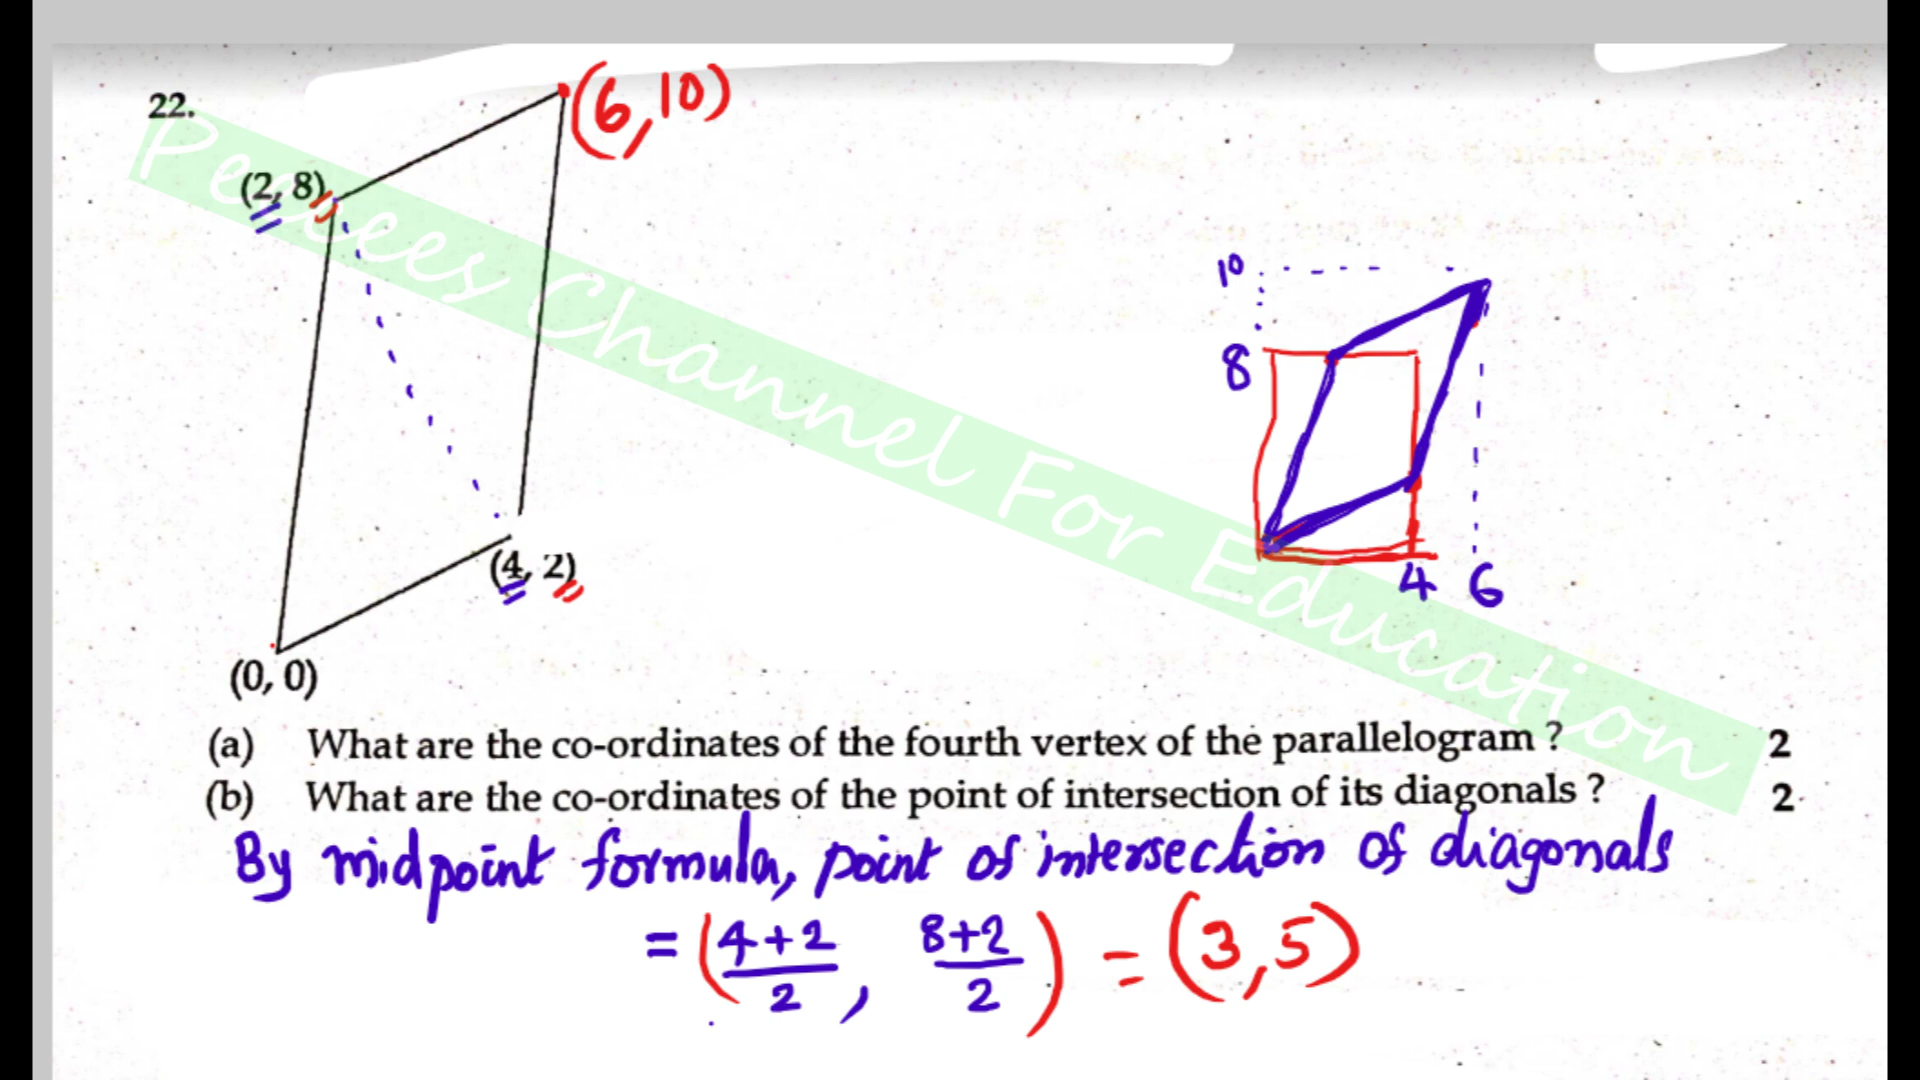 22.
(6,10)
(2, 8)
(4, 2)
(0, 0)
10
8
4 6
Peecees Channel For Education
(a) What are the co-ordinates of the fourth vertex of the parallelogram ? 2
(b) What are the co-ordinates of the point of intersection of its diagonals ? 2
By midpoint formula, point of intersection of diagonals
= (4+2/2, 8+2/2) = (3,5)